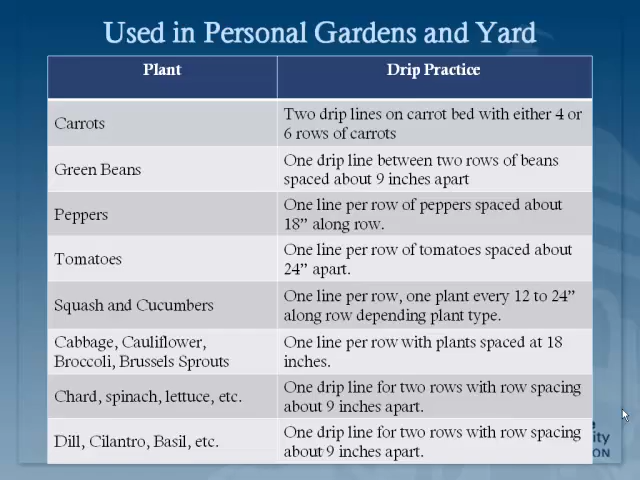 Used in Personal Gardens and Yard
Plant
Drip Practice
Carrots
Two drip lines on carrot bed with either 4 or
6 rows of carrots
Green Beans
One drip line between two rows of beans
spaced about 9 inches apart
Peppers
One line per row of peppers spaced about
18” along row.
Tomatoes
One line per row of tomatoes spaced about
24” apart.
Squash and Cucumbers
One line per row, one plant every 12 to 24”
along row depending plant type.
Cabbage, Cauliflower,
Broccoli, Brussels Sprouts
One line per row with plants spaced at 18
inches.
Chard, spinach, lettuce, etc.
One drip line for two rows with row spacing
about 9 inches apart.
Dill, Cilantro, Basil, etc.
One drip line for two rows with row spacing
about 9 inches apart.